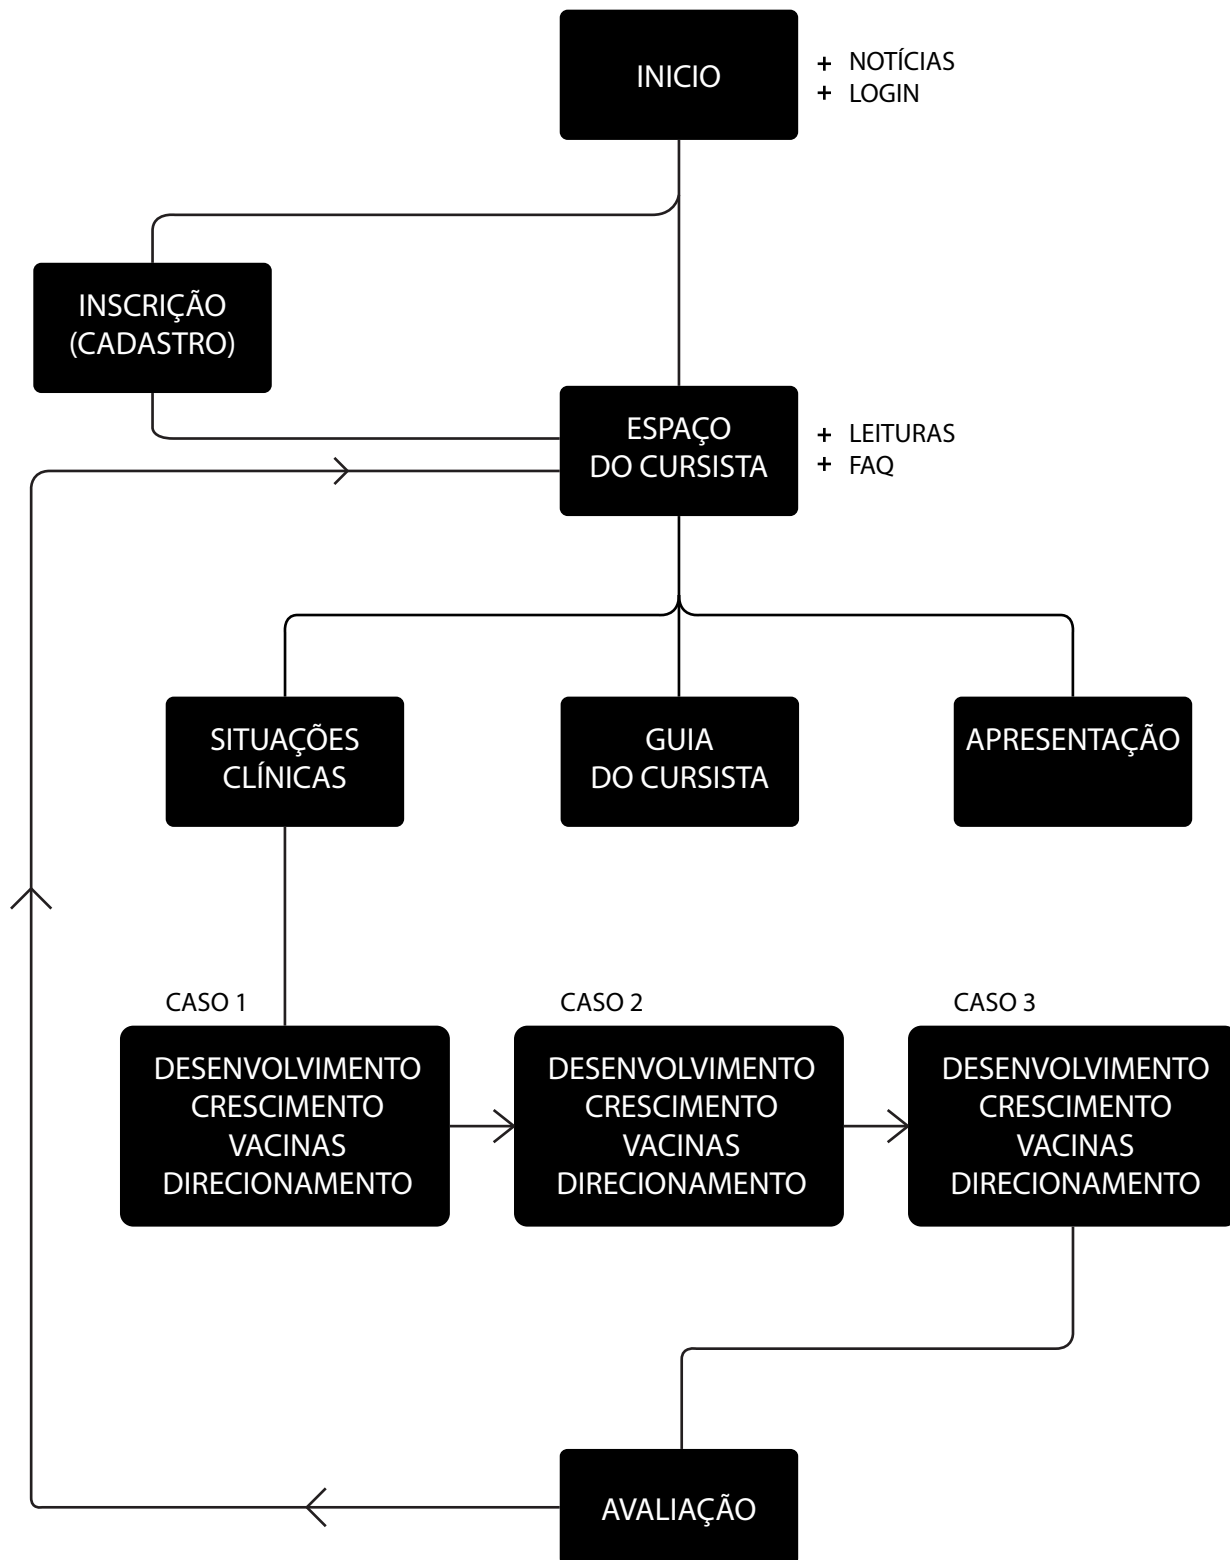 INICIO
+ NOTÍCIAS
+ LOGIN
INSCRIÇÃO
(CADASTRO)
ESPAÇO
DO CURSISTA
+ LEITURAS
+ FAQ
SITUAÇÕES
CLÍNICAS
GUIA
DO CURSISTA
APRESENTAÇÃO
CASO 1
DESENVOLVIMENTO
CRESCIMENTO
VACINAS
DIRECIONAMENTO
CASO 2
DESENVOLVIMENTO
CRESCIMENTO
VACINAS
DIRECIONAMENTO
CASO 3
DESENVOLVIMENTO
CRESCIMENTO
VACINAS
DIRECIONAMENTO
AVALIAÇÃO